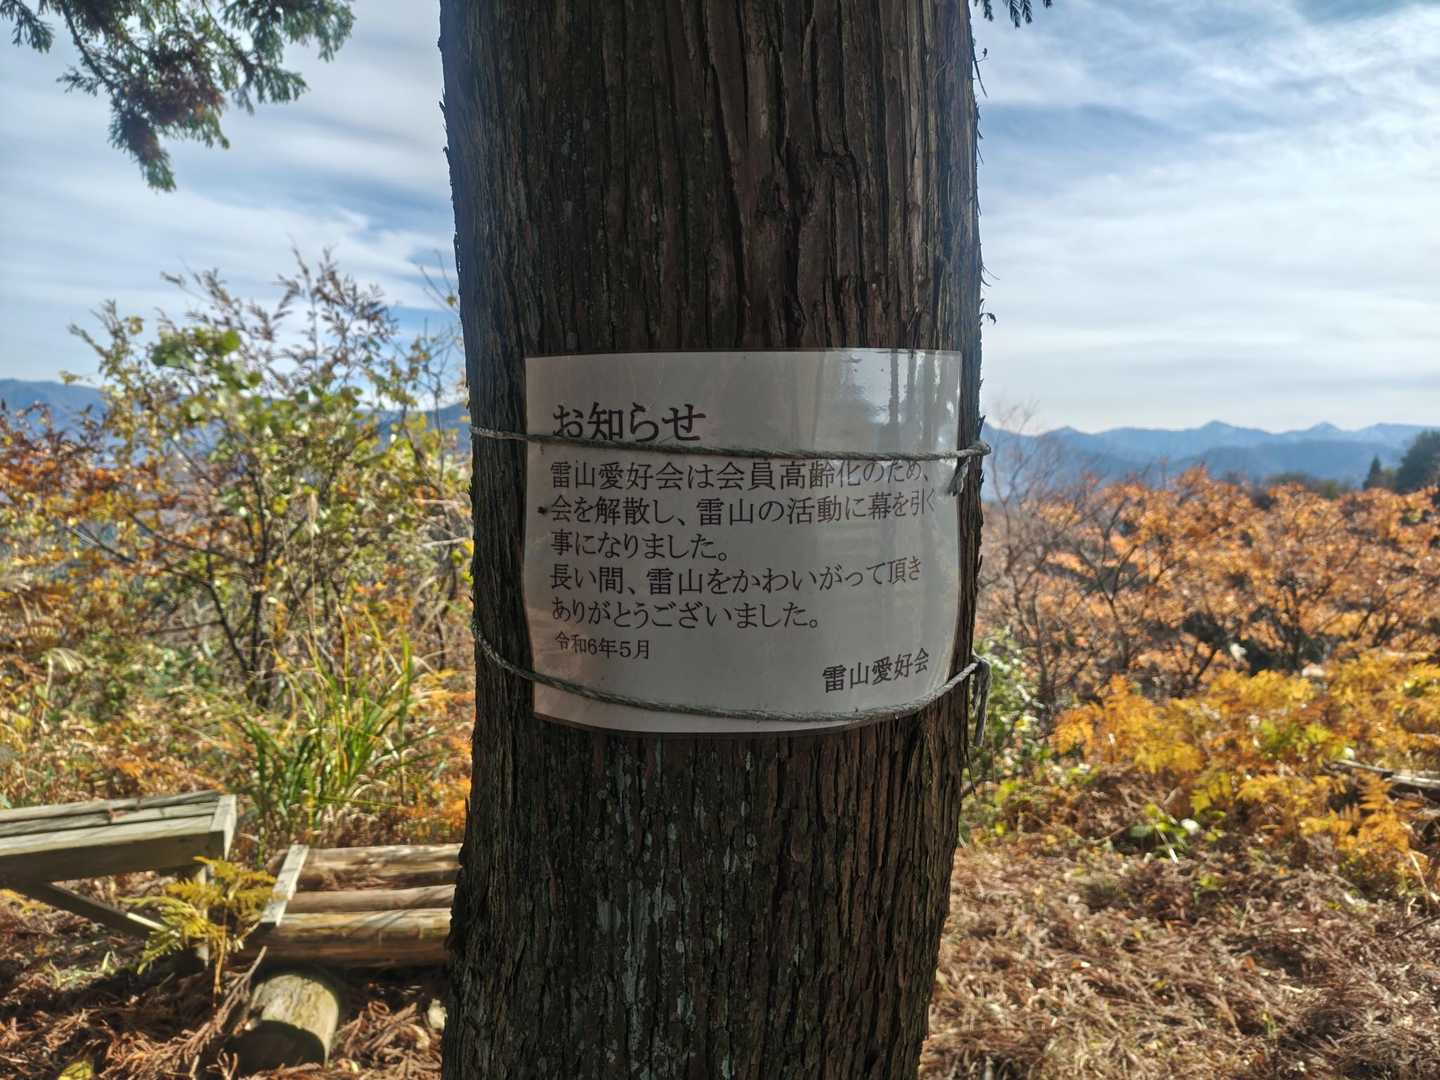 お知らせ
雷山愛好会は会員高齢化のため、
会を解散し、雷山の活動に幕を引く
事になりました。
長い間、雷山をかわいがって頂き
ありがとうございました。
令和6年5月
雷山愛好会